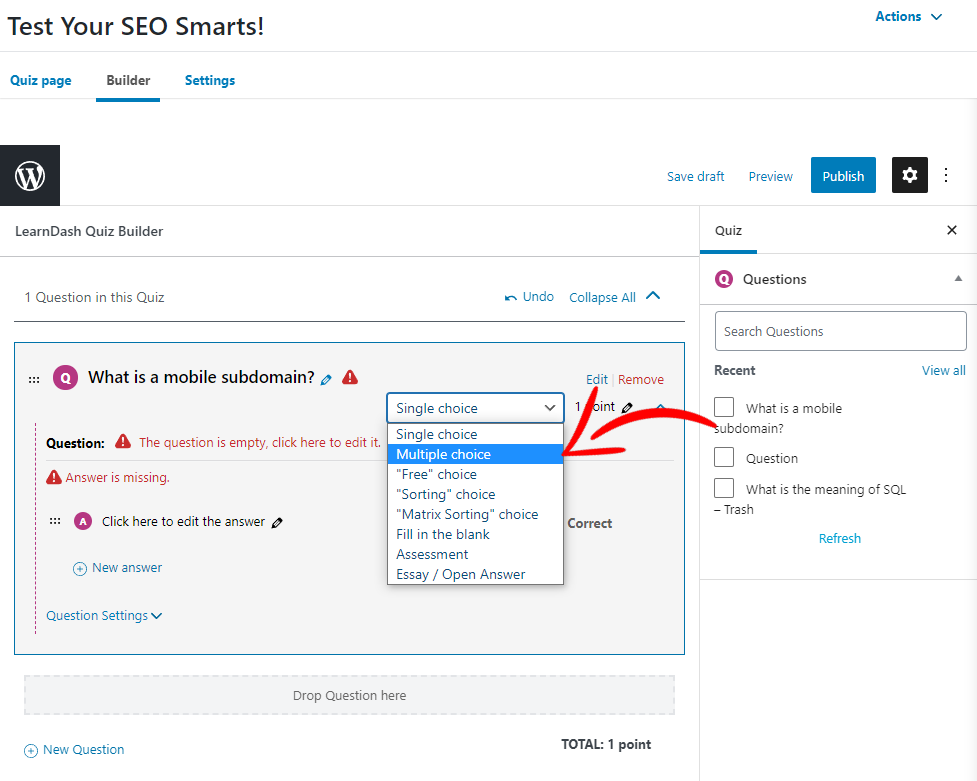 Test Your SEO Smarts!
Actions
Quiz page
Builder
Settings
Save draft
Preview
Publish
LearnDash Quiz Builder
Quiz
1 Question in this Quiz
Undo
Collapse All
Q
Questions
Search Questions
Recent
View all
What is a mobile
subdomain?
Question
What is the meaning of SQL
– Trash
Refresh
Q
What is a mobile subdomain?
Edit | Remove
Single choice
1 point
Question:
The question is empty, click here to edit it.
Single choice
Multiple choice
"Free" choice
"Sorting" choice
"Matrix Sorting" choice
Fill in the blank
Assessment
Essay / Open Answer
Answer is missing.
A
Click here to edit the answer
Correct
New answer
Question Settings
Drop Question here
New Question
TOTAL: 1 point